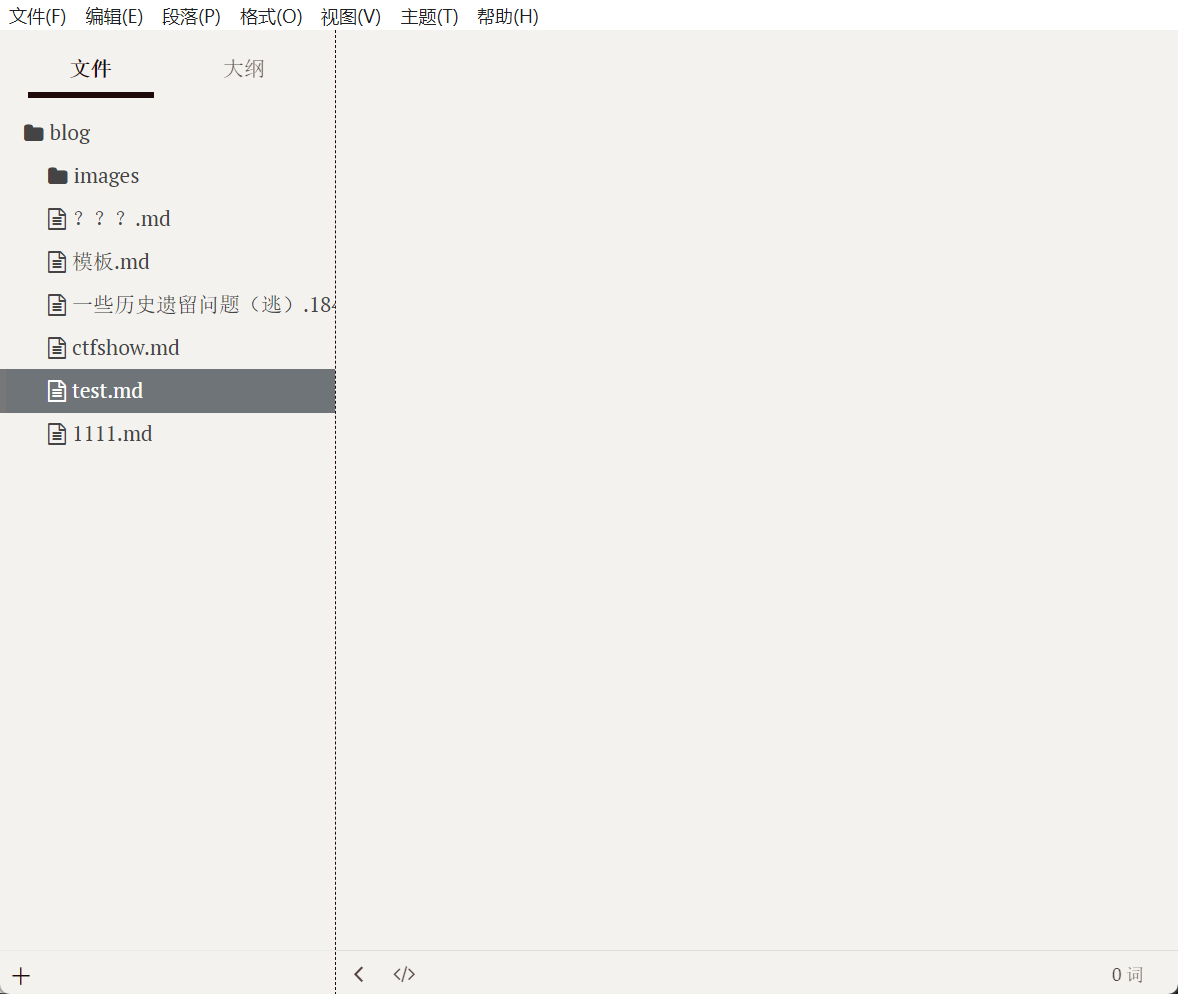 文件(F) 编辑(E) 段落(P) 格式(O) 视图(V) 主题(T) 帮助(H)
文件 大纲
blog
images
？？？.md
模板.md
一些历史遗留问题（逃）.184
ctfshow.md
test.md
1111.md
</> 0 词